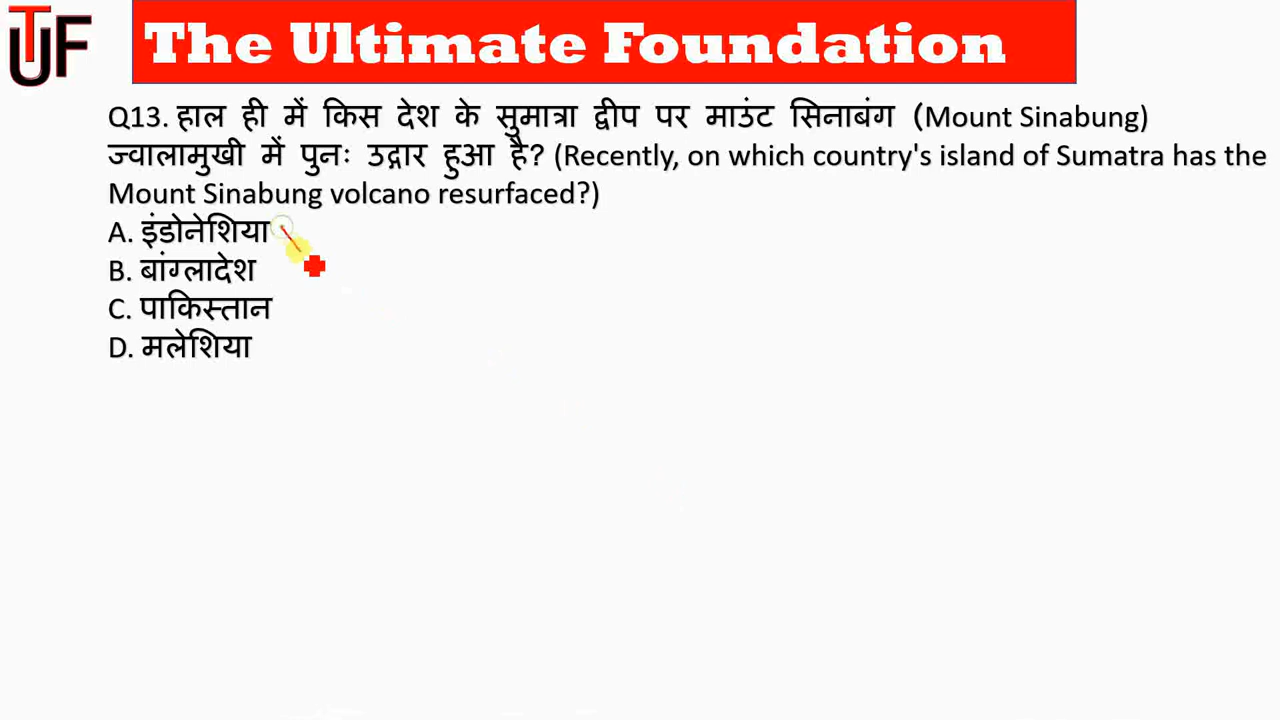 TUF
The Ultimate Foundation
Q13. हाल ही में किस देश के सुमात्रा द्वीप पर माउंट सिनाबंग (Mount Sinabung)
ज्वालामुखी में पुनः उद्गार हुआ है? (Recently, on which country's island of Sumatra has the
Mount Sinabung volcano resurfaced?)
A. इंडोनेशिया
B. बांग्लादेश
C. पाकिस्तान
D. मलेशिया